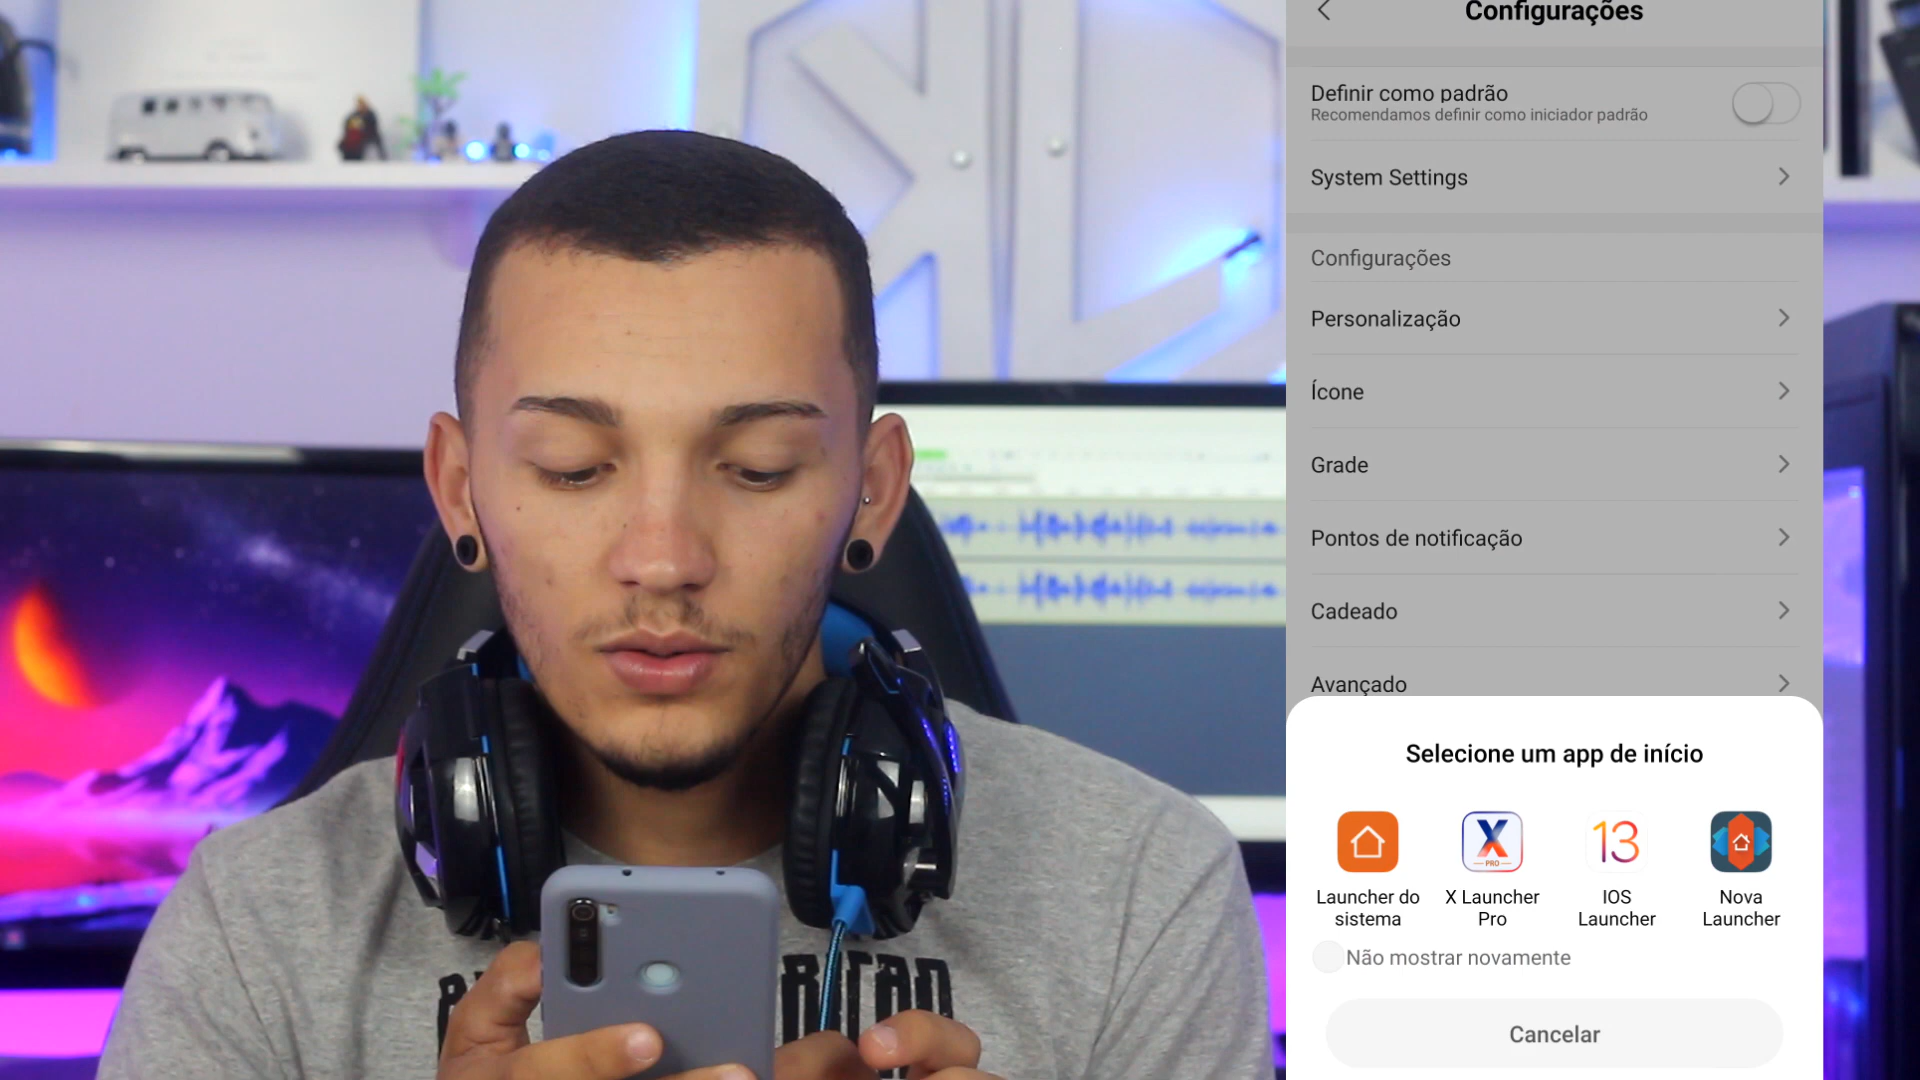 Configurações
Definir como padrão
Recomendamos definir como iniciador padrão
System Settings
Configurações
Personalização
Ícone
Grade
Pontos de notificação
Cadeado
Avançado
Selecione um app de início
X
PRO
13
Launcher do
sistema
X Launcher
Pro
IOS
Launcher
Nova
Launcher
Não mostrar novamente
Cancelar